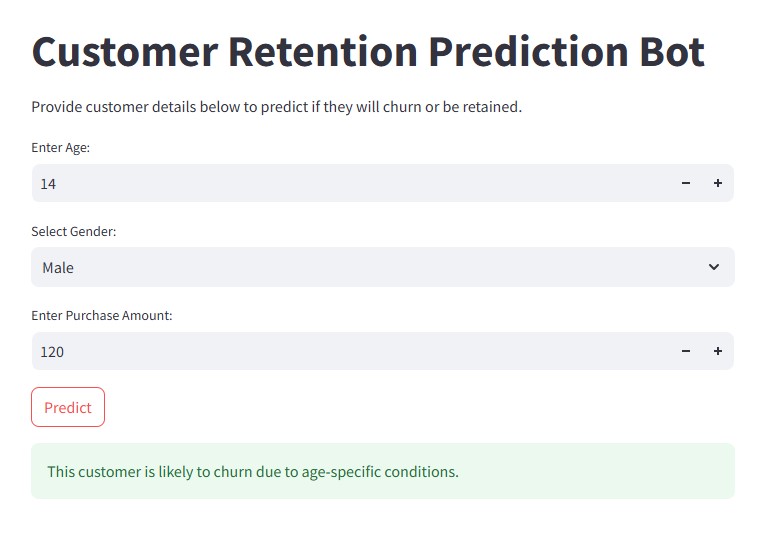 Customer Retention Prediction Bot
Provide customer details below to predict if they will churn or be retained.
Enter Age:
14
Select Gender:
Male
Enter Purchase Amount:
120
Predict
This customer is likely to churn due to age-specific conditions.